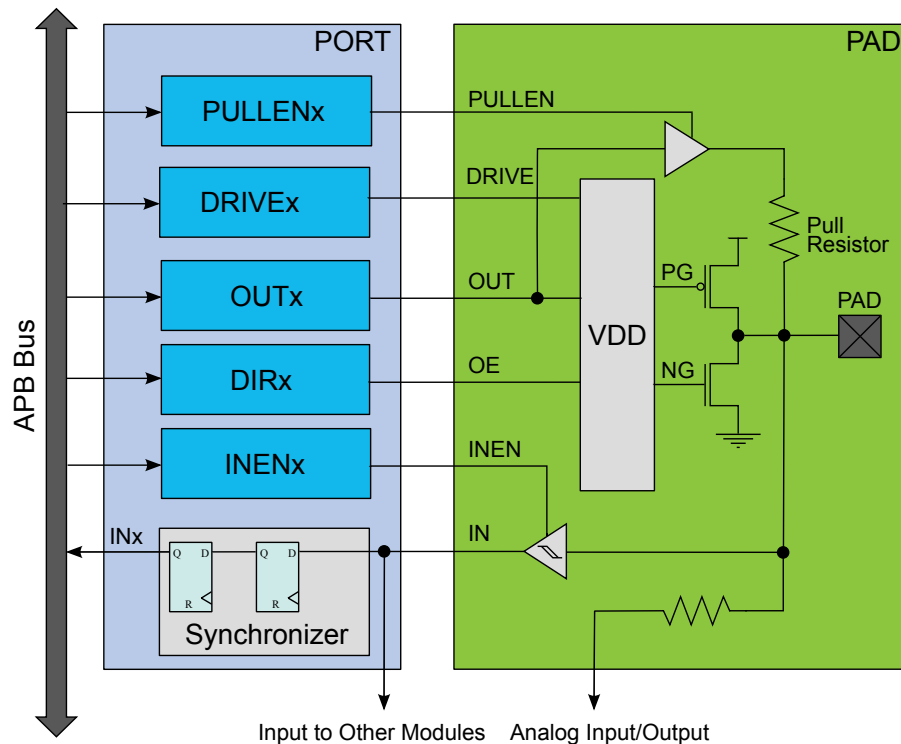 PORT
PAD
APB Bus
PULLENx
PULLEN
DRIVEx
DRIVE
Pull
Resistor
OUTx
OUT
PG
PAD
VDD
DIRx
OE
NG
INENx
INEN
INx
IN
Q D
R
Q D
R
Synchronizer
Input to Other Modules
Analog Input/Output